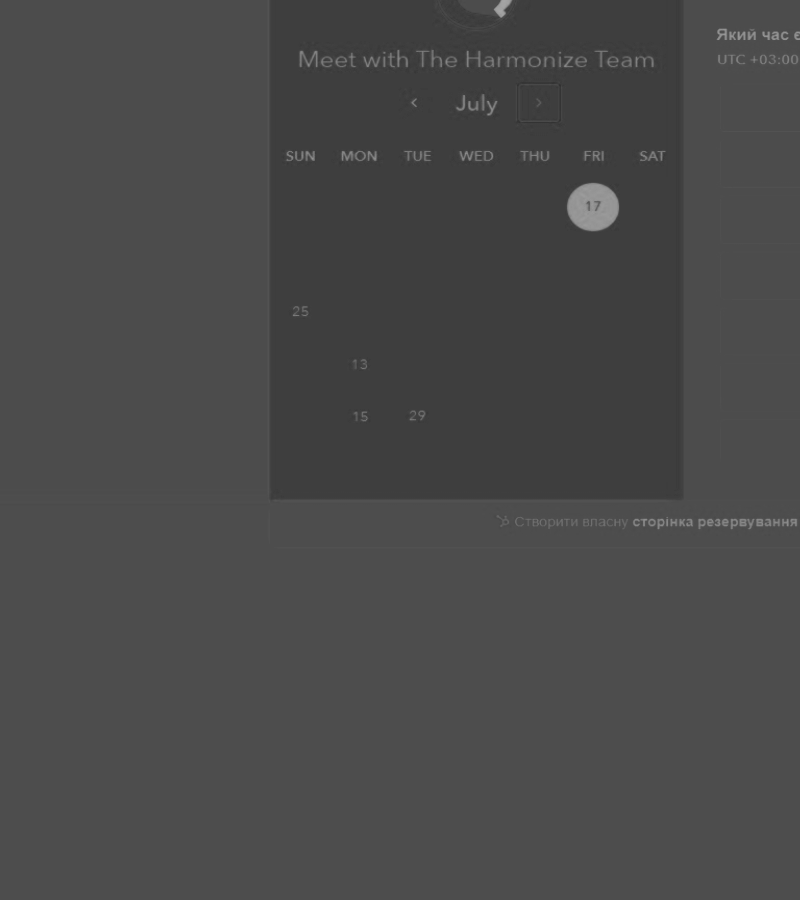 Meet with The Harmonize Team
‹ July ›
SUN MON TUE WED THU FRI SAT
17
25
13
15 29
Який час є
UTC +03:00
Створити власну сторінка резервування